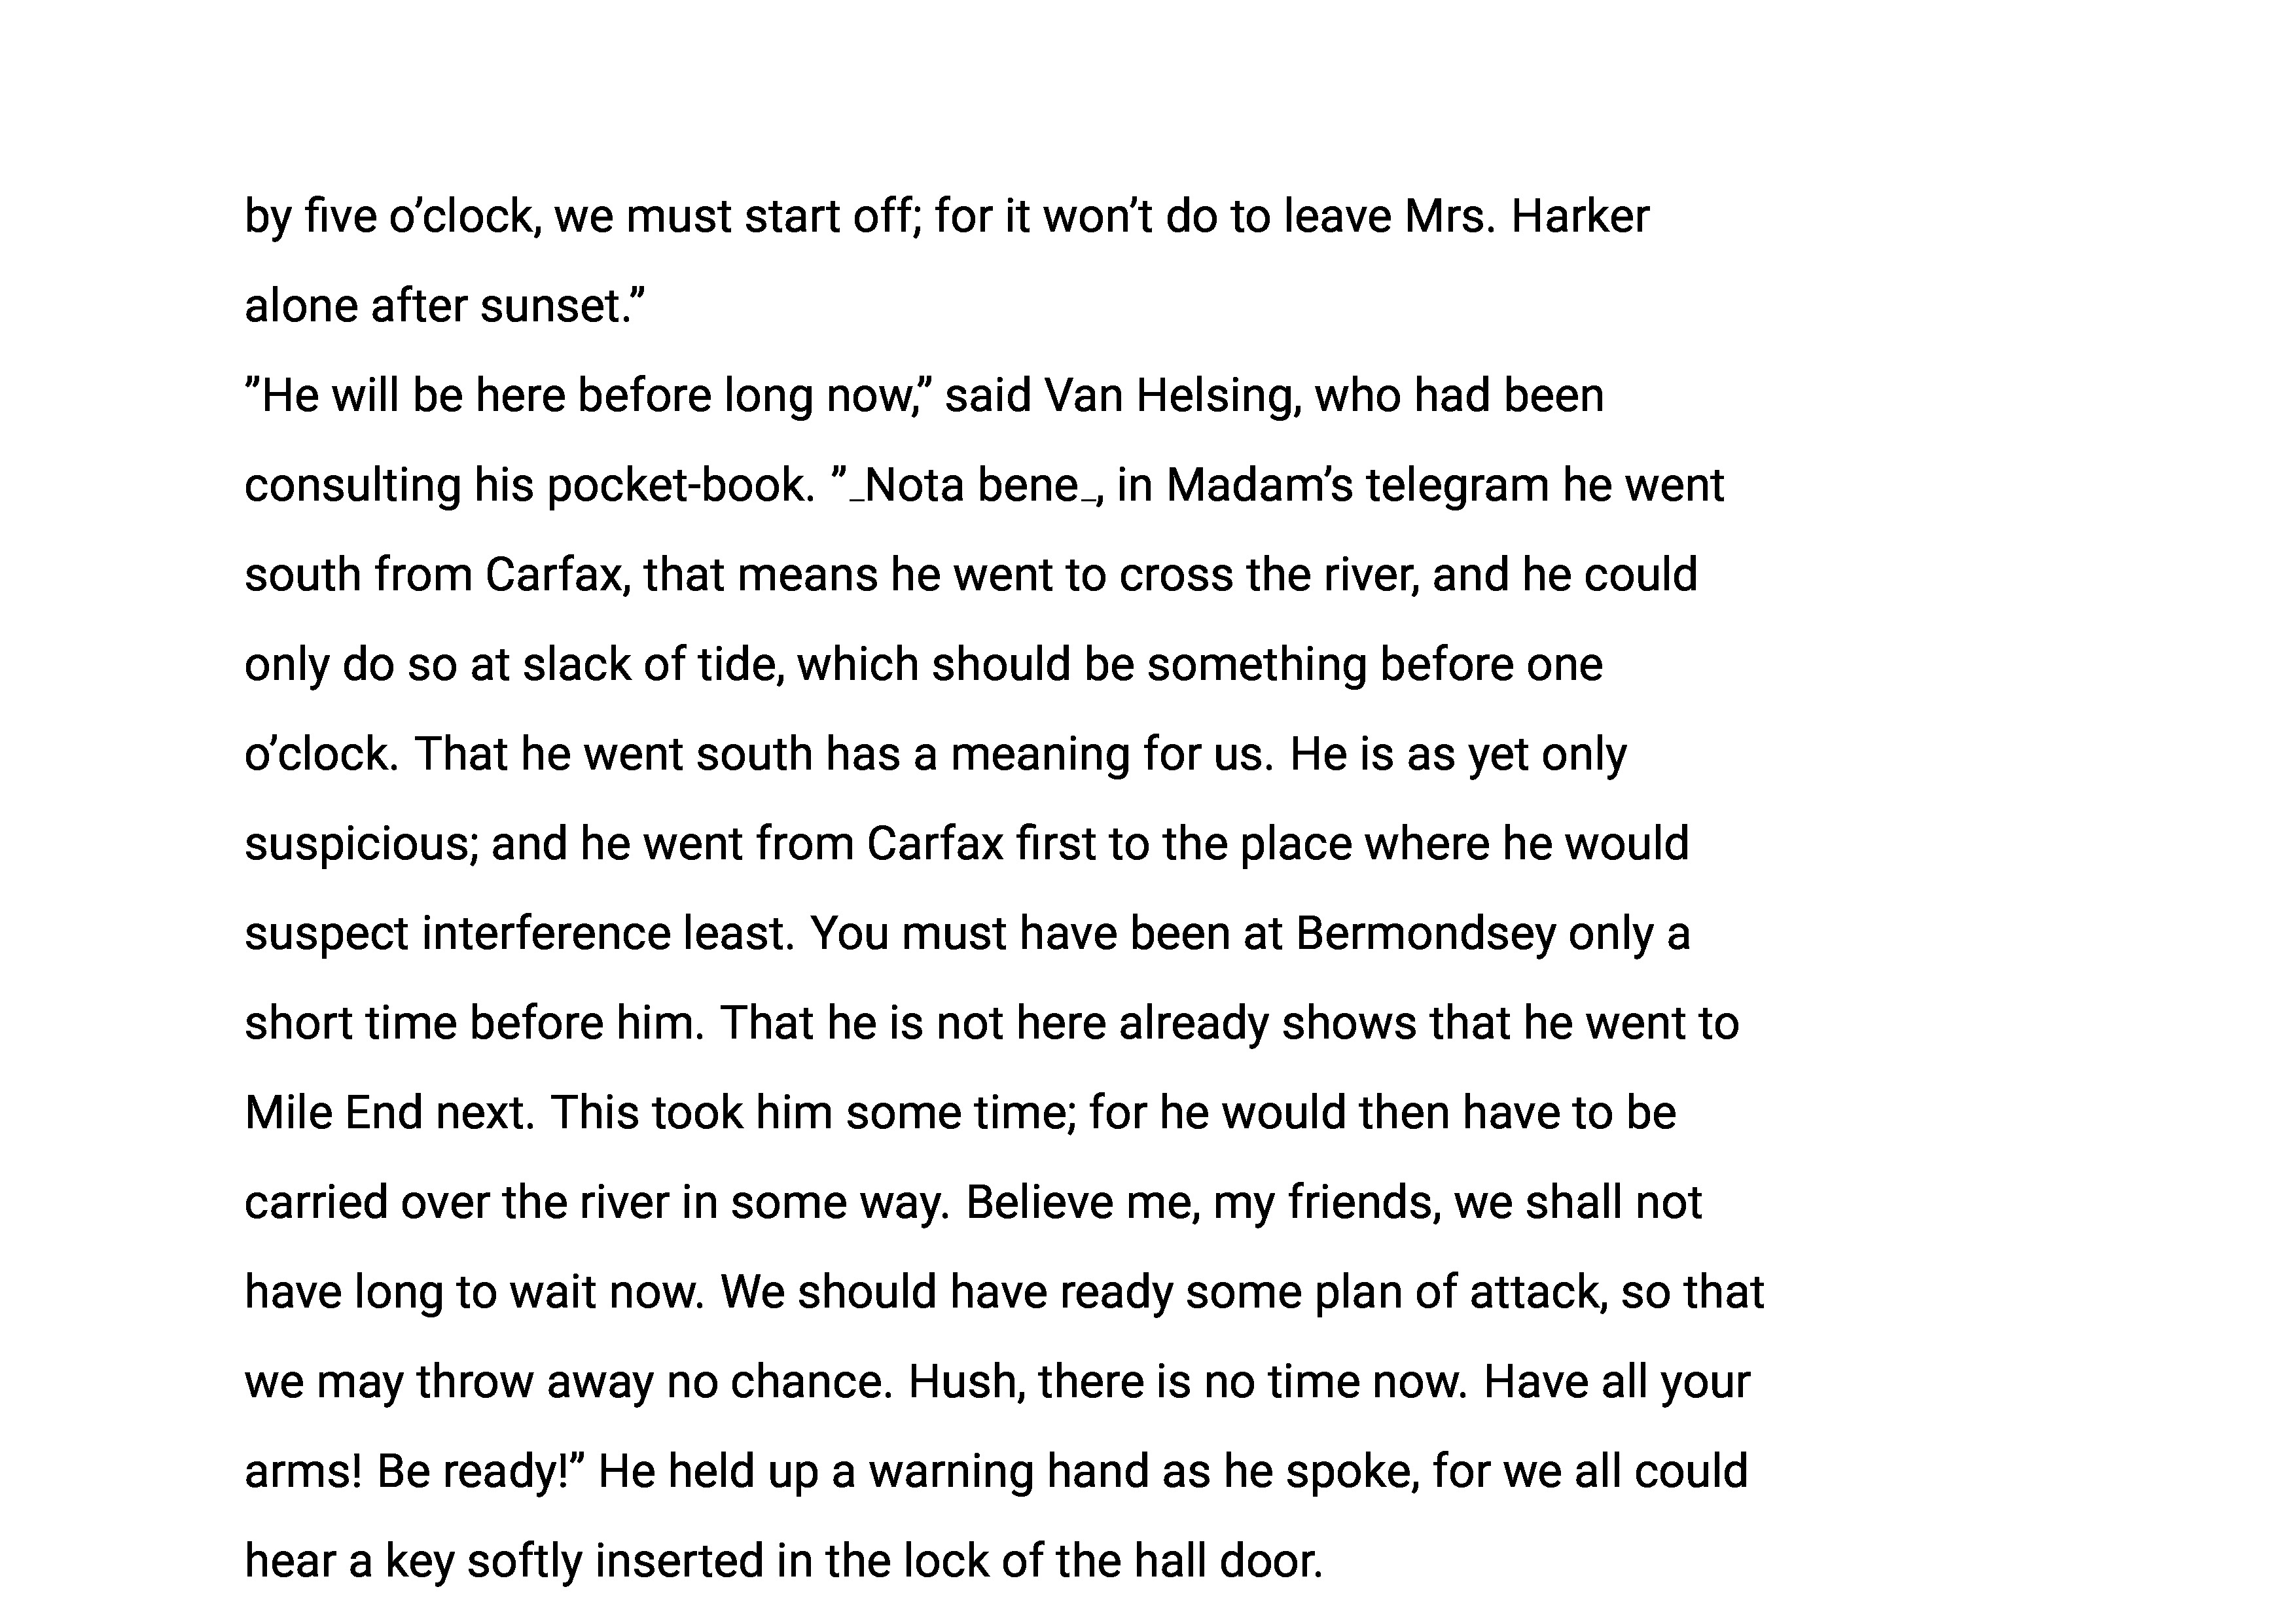 by five o’clock, we must start off; for it won’t do to leave Mrs. Harker
alone after sunset.”
”He will be here before long now,” said Van Helsing, who had been
consulting his pocket-book. ”_Nota bene_, in Madam’s telegram he went
south from Carfax, that means he went to cross the river, and he could
only do so at slack of tide, which should be something before one
o’clock. That he went south has a meaning for us. He is as yet only
suspicious; and he went from Carfax first to the place where he would
suspect interference least. You must have been at Bermondsey only a
short time before him. That he is not here already shows that he went to
Mile End next. This took him some time; for he would then have to be
carried over the river in some way. Believe me, my friends, we shall not
have long to wait now. We should have ready some plan of attack, so that
we may throw away no chance. Hush, there is no time now. Have all your
arms! Be ready!” He held up a warning hand as he spoke, for we all could
hear a key softly inserted in the lock of the hall door.